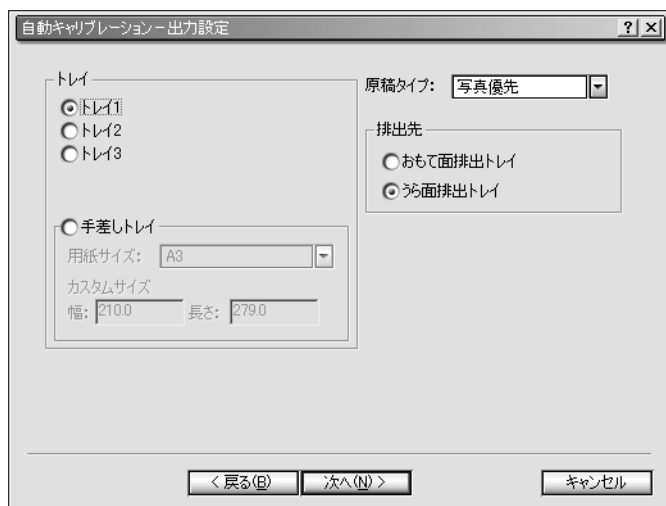 自動キャリブレーション－出力設定
トレイ
トレイ1
トレイ2
トレイ3
手差しトレイ
用紙サイズ: A3
カスタムサイズ
幅: 210.0 長さ: 279.0
原稿タイプ: 写真優先
排出先
おもて面排出トレイ
うら面排出トレイ
< 戻る(B) 次へ(N) > キャンセル